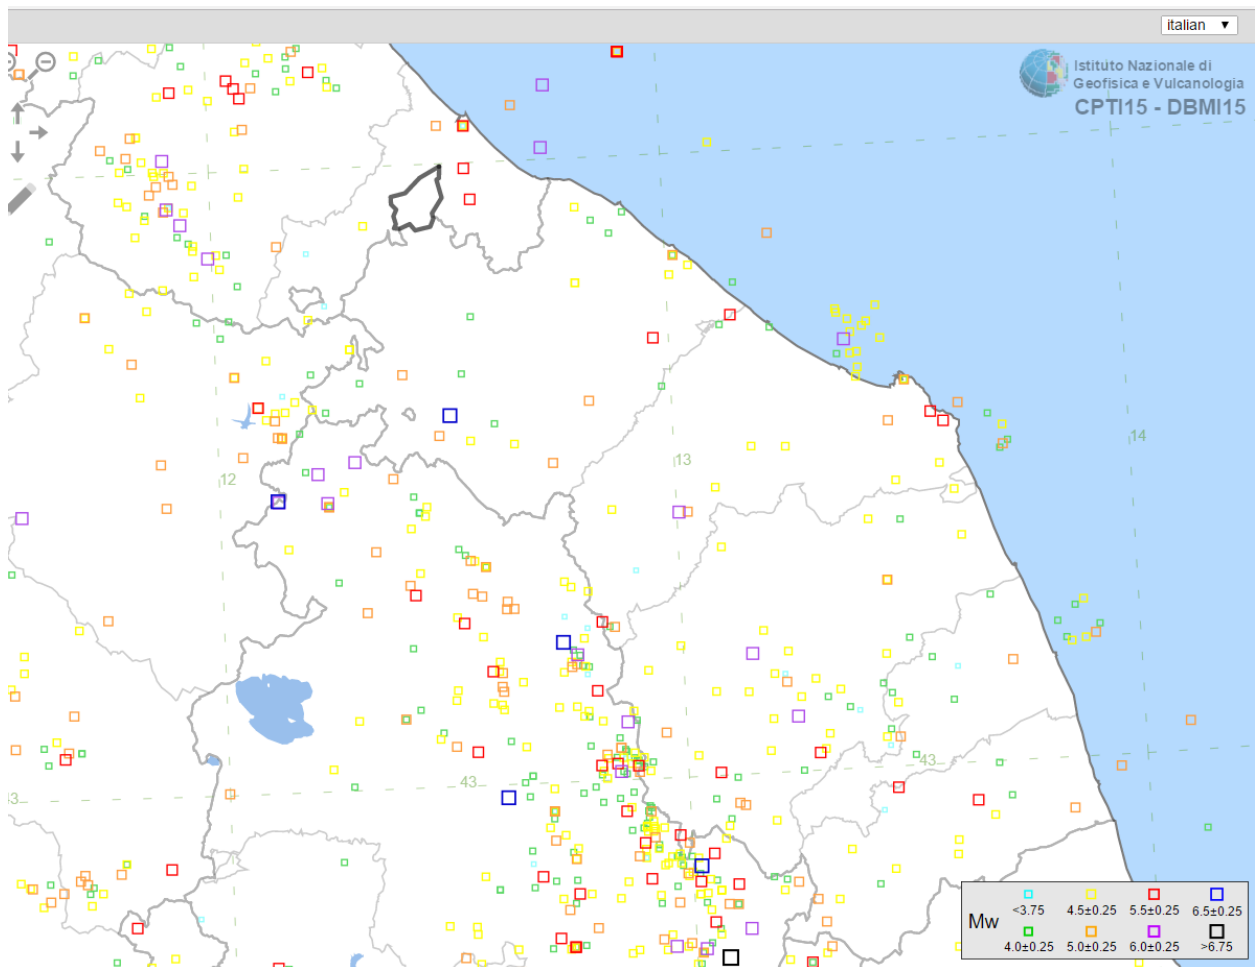 italian ▼
Istituto Nazionale di
Geofisica e Vulcanologia
CPTI15 - DBMI15
14
13
12
43
43
Mw
<3.75 4.5±0.25 5.5±0.25 6.5±0.25
4.0±0.25 5.0±0.25 6.0±0.25 >6.75